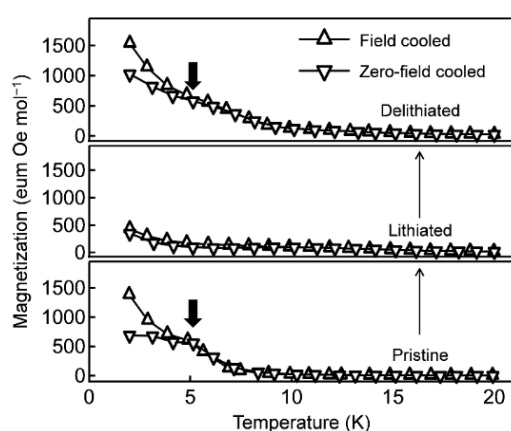 1500
1000
500
0
Field cooled
Zero-field cooled
Delithiated
1500
1000
500
0
Lithiated
1500
1000
500
0
Pristine
0
5
10
15
20
Temperature (K)
Magnetization (eum Oe mol⁻¹)